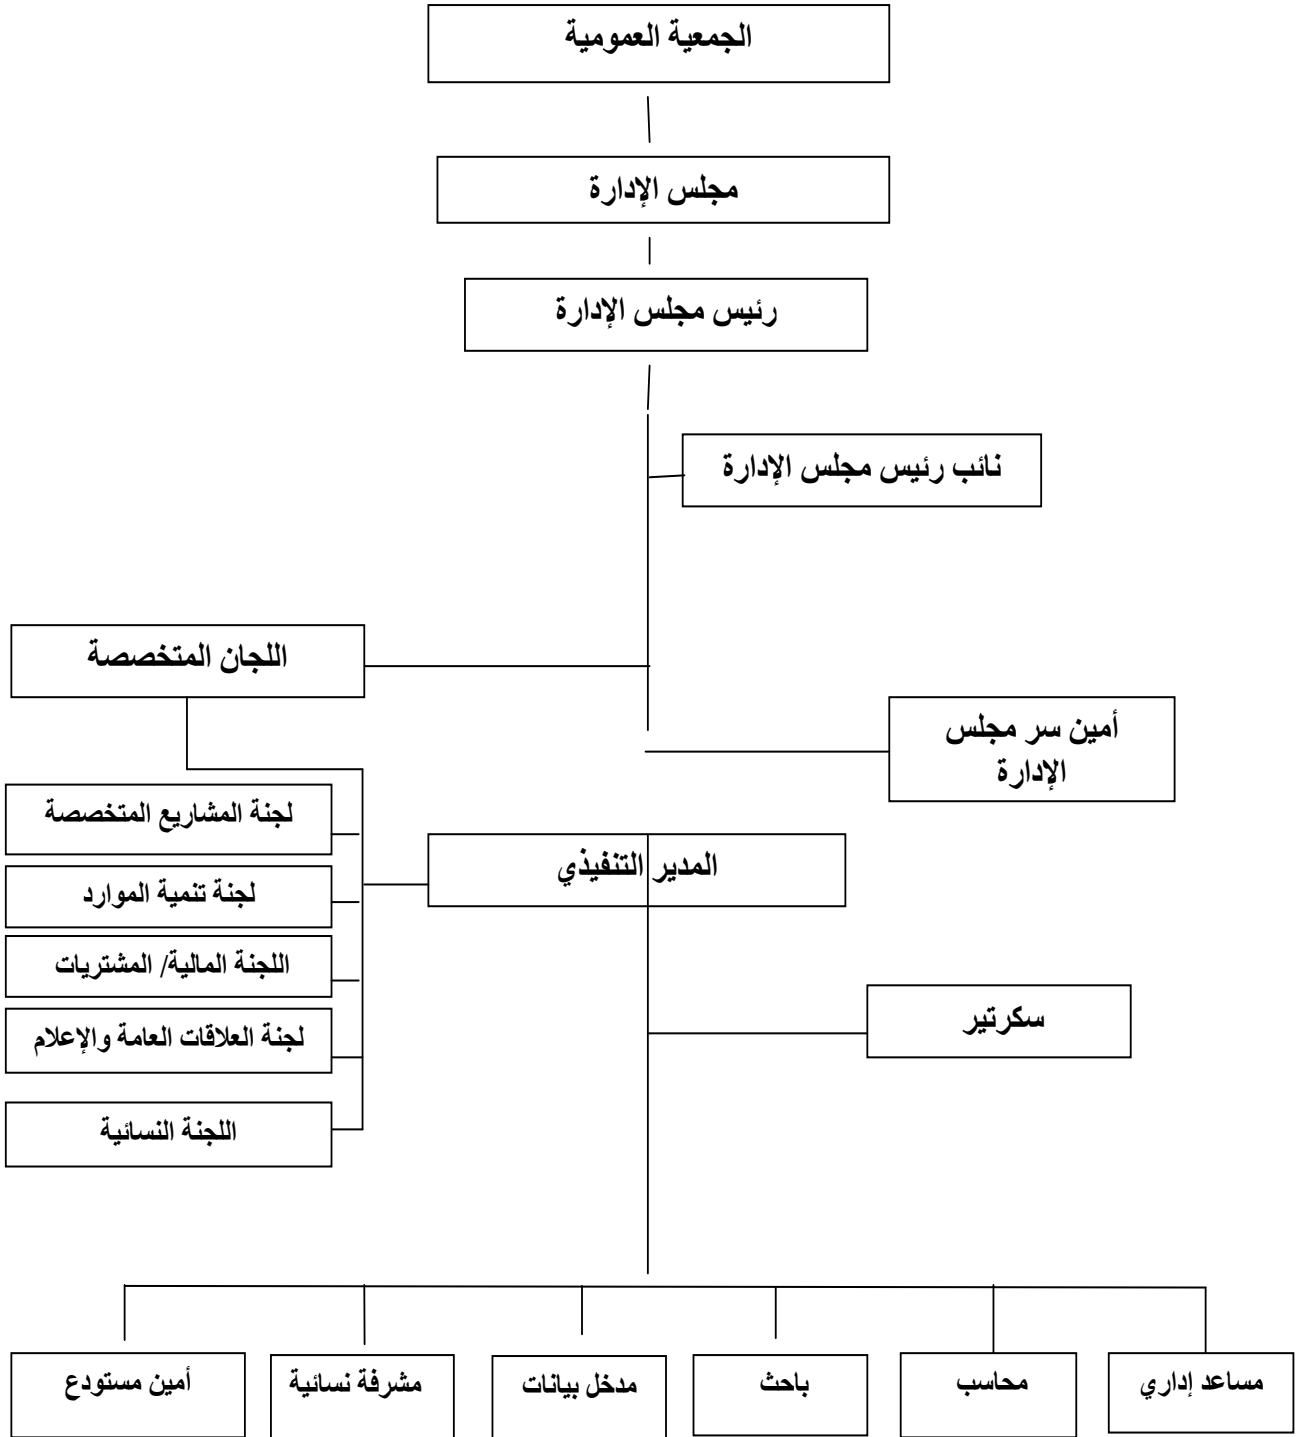 الجمعية العمومية
مجلس الإدارة
رئيس مجلس الإدارة
نائب رئيس مجلس الإدارة
اللجان المتخصصة
أمين سر مجلس
الإدارة
لجنة المشاريع المتخصصة
المدير التنفيذي
لجنة تنمية الموارد
اللجنة المالية/ المشتريات
سكرتير
لجنة العلاقات العامة والإعلام
اللجنة النسائية
مساعد إداري
محاسب
باحث
مدخل بيانات
مشرفة نسائية
أمين مستودع